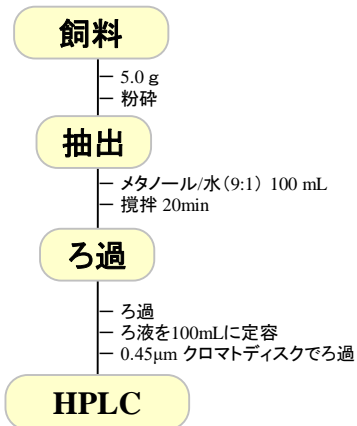 飼料
5.0 g
粉砕
抽出
メタノール/水(9:1) 100 mL
撹拌 20min
ろ過
ろ過
ろ液を100mLに定容
0.45μm クロマトディスクでろ過
HPLC